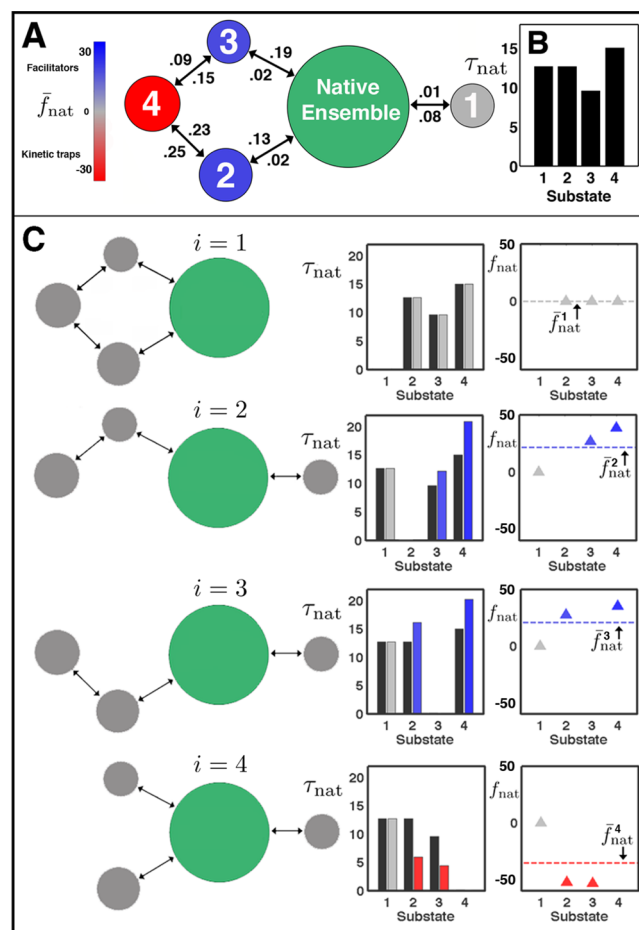 A
30
Facilitators
f̄nat
0
Kinetic traps
-30
.09
.15
3
.19
.02
4
.23
.25
2
.13
.02
Native
Ensemble
.01
.08
1
B
τnat
15
10
5
0
1 2 3 4
Substate
C
i = 1
τnat
20
15
10
5
0
1 2 3 4
Substate
50
fnat
0
f̄¹nat
-50
1 2 3 4
Substate
i = 2
τnat
20
15
10
5
0
1 2 3 4
Substate
50
fnat
f̄²nat
0
-50
1 2 3 4
Substate
i = 3
τnat
20
15
10
5
0
1 2 3 4
Substate
50
fnat
f̄³nat
0
-50
1 2 3 4
Substate
i = 4
τnat
20
15
10
5
0
1 2 3 4
Substate
50
fnat
0
f̄⁴nat
-50
1 2 3 4
Substate